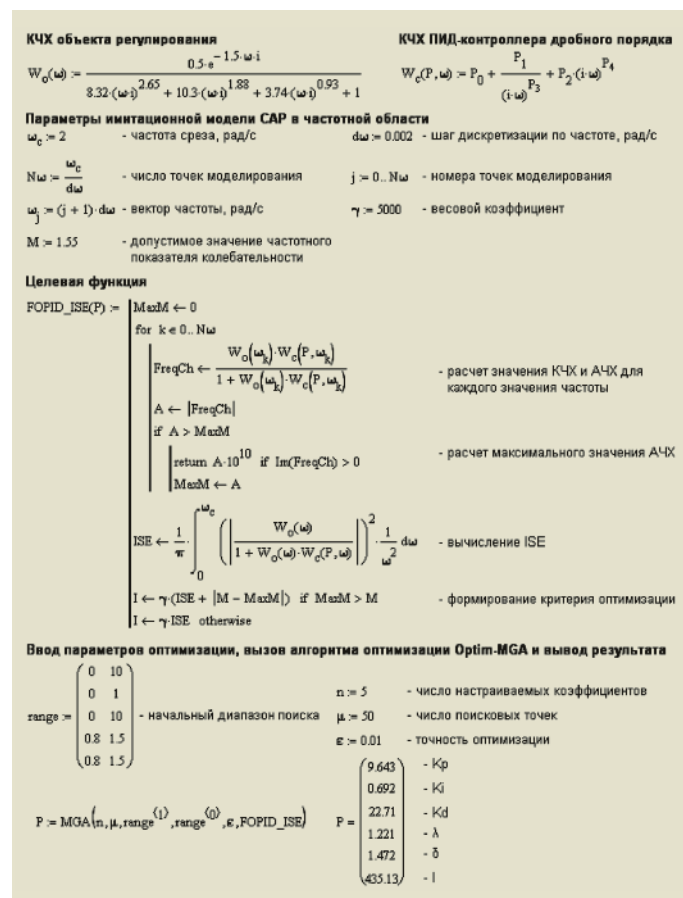 КЧХ объекта регулирования КЧХ ПИД-контроллера дробного порядка
W_o(ω) := 0.5·e^(−1.5·ω·i) / (8.32·(ω·i)^2.65 + 10.3·(ω·i)^1.88 + 3.74·(ω·i)^0.93 + 1) W_c(P,ω) := P_0 + P_1/(i·ω)^P_3 + P_2·(i·ω)^P_4
Параметры имитационной модели САР в частотной области
ω_c := 2 - частота среза, рад/с dω := 0.002 - шаг дискретизации по частоте, рад/с
Nω := ω_c/dω - число точек моделирования j := 0.. Nω - номера точек моделирования
ω_j := (j + 1)·dω - вектор частоты, рад/с γ := 5000 - весовой коэффициент
M := 1.55 - допустимое значение частотного
показателя колебательности
Целевая функция
FOPID_ISE(P) := MaxM ← 0
for k ∈ 0.. Nω
FreqCh ← W_o(ω_k)·W_c(P,ω_k) / (1 + W_o(ω_k)·W_c(P,ω_k)) - расчет значения КЧХ и АЧХ для
каждого значения частоты
A ← |FreqCh|
if A > MaxM
return A·10^10 if Im(FreqCh) > 0 - расчет максимального значения АЧХ
MaxM ← A
ISE ← 1/π · ∫_0^ω_c (|W_o(ω) / (1 + W_o(ω)·W_c(P,ω))|)^2 · 1/ω^2 dω - вычисление ISE
I ← γ·(ISE + |M − MaxM|) if MaxM > M - формирование критерия оптимизации
I ← γ·ISE otherwise
Ввод параметров оптимизации, вызов алгоритма оптимизации Optim-MGA и вывод результата
0 10
0 1 n := 5 - число настраиваемых коэффициентов
range := 0 10 - начальный диапазон поиска μ := 50 - число поисковых точек
0.8 1.5 ε := 0.01 - точность оптимизации
0.8 1.5
9.643 - Kp
0.692 - Ki
P := MGA(n,μ,range^⟨1⟩,range^⟨0⟩,ε,FOPID_ISE) P = 22.71 - Kd
1.221 - λ
1.472 - δ
435.13 - I